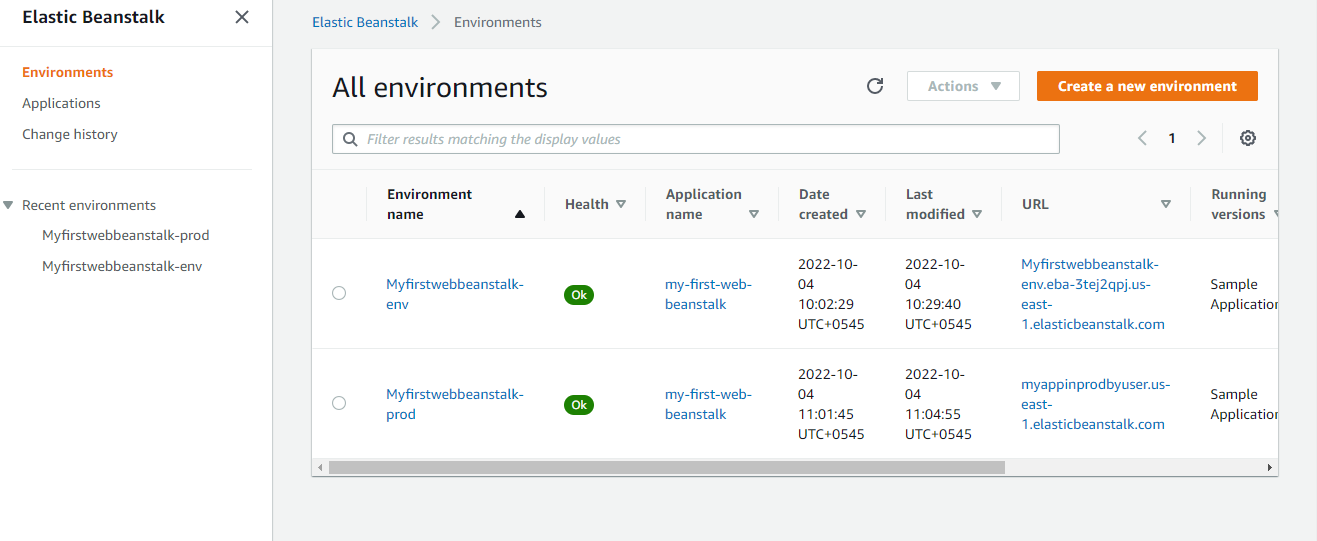 Elastic Beanstalk
Environments
Applications
Change history
Recent environments
Myfirstwebbeanstalk-prod
Myfirstwebbeanstalk-env
Elastic Beanstalk
Environments
All environments
Actions
Create a new environment
Filter results matching the display values
1
Environment
name
Health
Application
name
Date
created
Last
modified
URL
Running
versions
Myfirstwebbeanstalk-
env
Ok
my-first-web-
beanstalk
2022-10-
04
10:02:29
UTC+0545
2022-10-
04
10:29:40
UTC+0545
Myfirstwebbeanstalk-
env.eba-3tej2qpj.us-
east-
1.elasticbeanstalk.com
Sample
Application
Myfirstwebbeanstalk-
prod
Ok
my-first-web-
beanstalk
2022-10-
04
11:01:45
UTC+0545
2022-10-
04
11:04:55
UTC+0545
myappinprodbyuser.us-
east-
1.elasticbeanstalk.com
Sample
Application